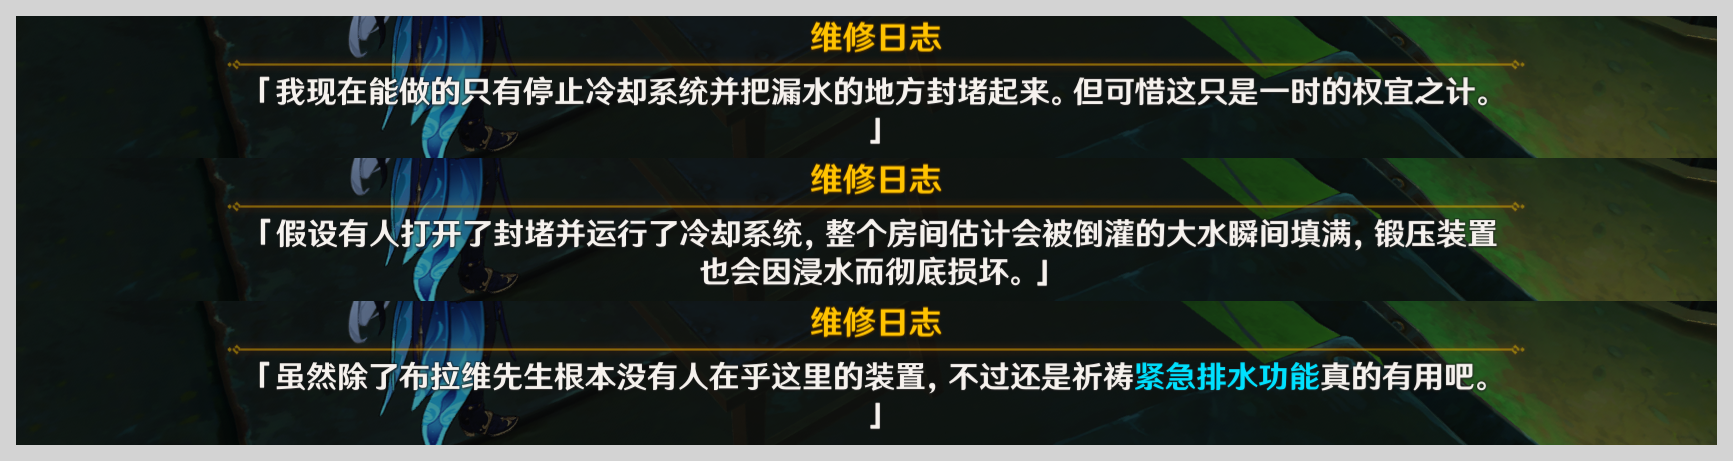 维修日志
「我现在能做的只有停止冷却系统并把漏水的地方封堵起来。但可惜这只是一时的权宜之计。
」
维修日志
「假设有人打开了封堵并运行了冷却系统，整个房间估计会被倒灌的大水瞬间填满，锻压装置
也会因浸水而彻底损坏。」
维修日志
「虽然除了布拉维先生根本没有人在乎这里的装置，不过还是祈祷紧急排水功能真的有用吧。
」